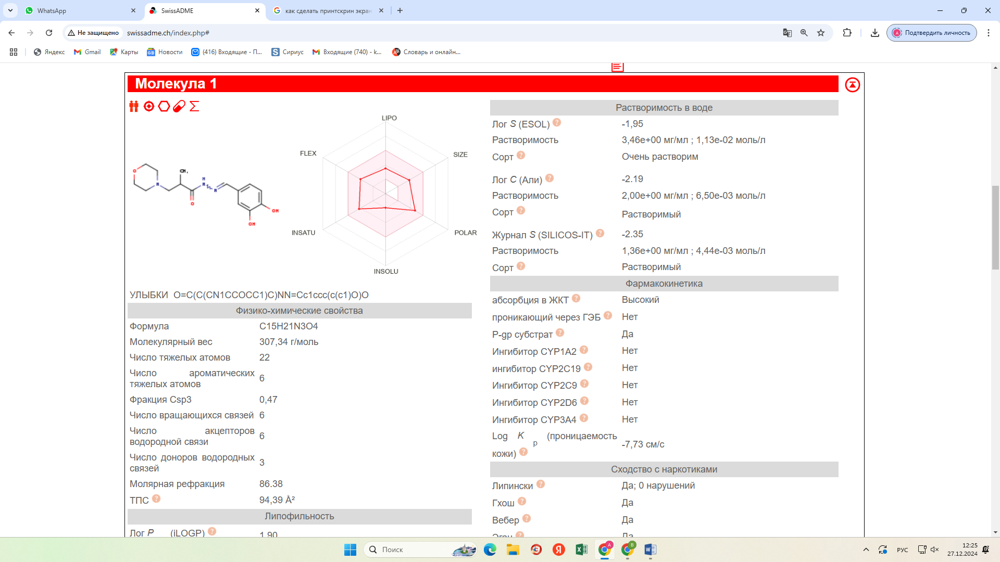 WhatsApp
SwissADME
как сделать принтскрин экран
Не защищено
swissadme.ch/index.php#
Подтвердить личность
Яндекс
Gmail
Карты
Новости
(416) Входящие - П...
Сириус
Входящие (740) - k...
Словарь и онлайн...
Молекула 1
LIPO
FLEX
SIZE
INSATU
POLAR
INSOLU
O
N
CH
O
H
N
N
OH
OH
УЛЫБКИ O=C(C(CN1CCOCC1)C)NN=Cc1ccc(c(c1)O)O
Физико-химические свойства
Формула C15H21N3O4
Молекулярный вес 307,34 г/моль
Число тяжелых атомов 22
Число ароматических
тяжелых атомов
6
Фракция Csp3 0,47
Число вращающихся связей 6
Число акцепторов
водородной связи
6
Число доноров водородных
связей
3
Молярная рефракция 86.38
ТПС ? 94,39 Å²
Липофильность
Лог P (iLOGP) ? 1,90
Растворимость в воде
Лог S (ESOL) ? -1,95
Растворимость 3,46e+00 мг/мл ; 1,13e-02 моль/л
Сорт ? Очень растворим
Лог С (Али) ? -2.19
Растворимость 2,00e+00 мг/мл ; 6,50e-03 моль/л
Сорт ? Растворимый
Журнал S (SILICOS-IT) ? -2.35
Растворимость 1,36e+00 мг/мл ; 4,44e-03 моль/л
Сорт ? Растворимый
Фармакокинетика
абсорбция в ЖКТ ? Высокий
проникающий через ГЭБ ? Нет
P-gp субстрат ? Да
Ингибитор CYP1A2 ? Нет
ингибитор CYP2C19 ? Нет
Ингибитор CYP2C9 ? Нет
Ингибитор CYP2D6 ? Нет
Ингибитор CYP3A4 ? Нет
Log K p (проницаемость
кожи) ?
-7,73 см/с
Сходство с наркотиками
Липински ? Да; 0 нарушений
Гхош ? Да
Вебер ? Да
Эган ? Да
Поиск
РУС
12:25
27.12.2024